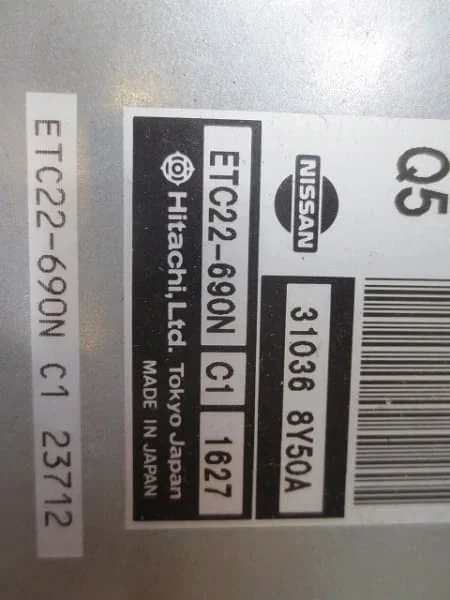 Q5
NISSAN
31036 8Y50A
ETC22-690N C1 1627
Hitachi, Ltd. Tokyo Japan
MADE IN JAPAN
ETC22-690N C1 23712